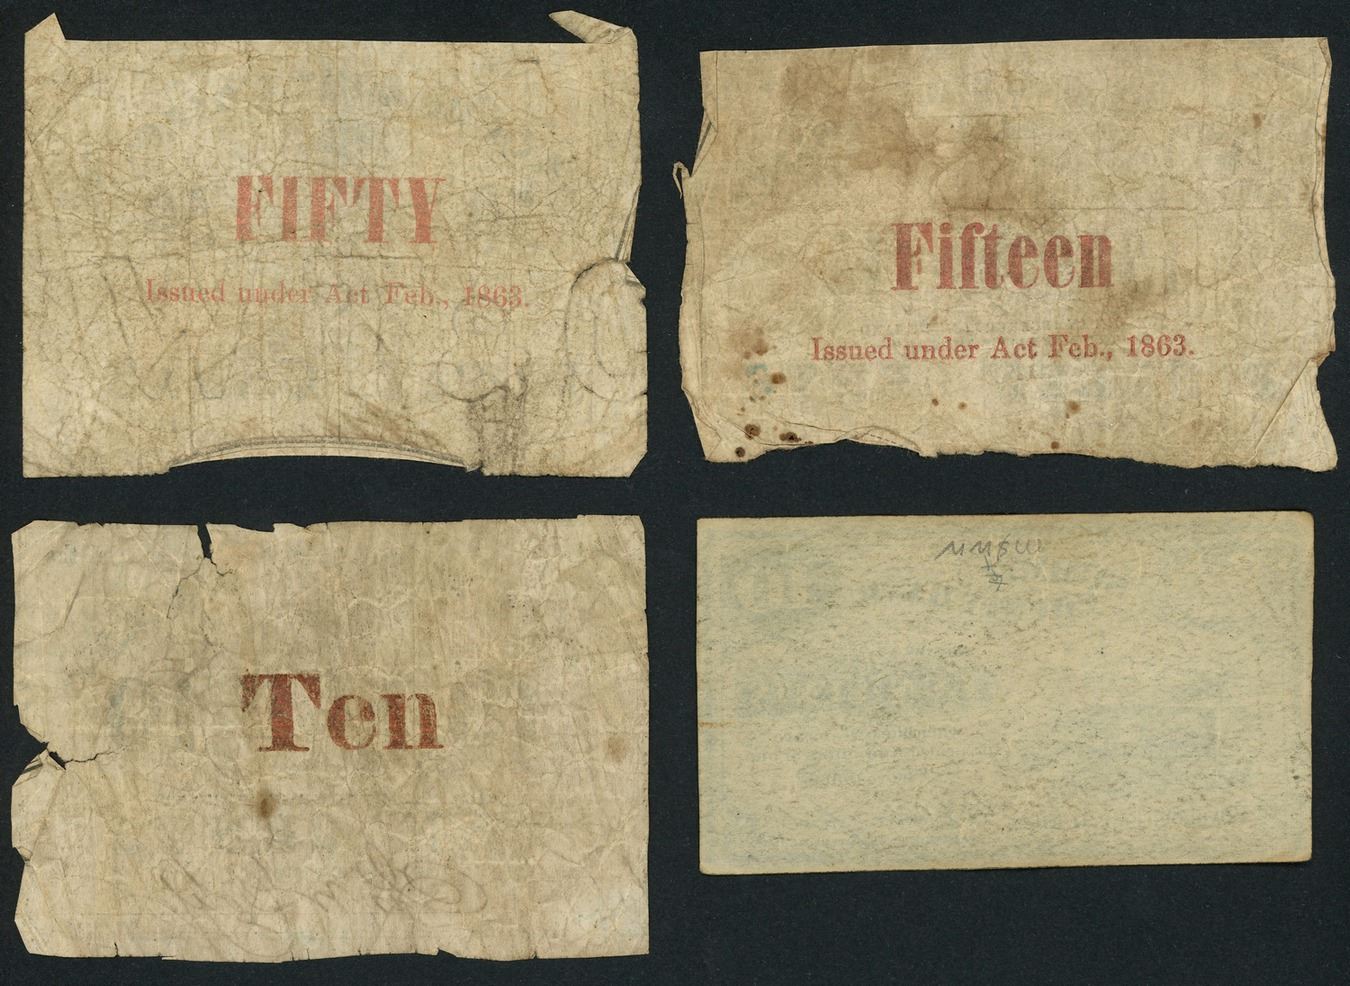 FIFTY
Issued under Act Feb., 1863.
Fifteen
Issued under Act Feb., 1863.
Ten